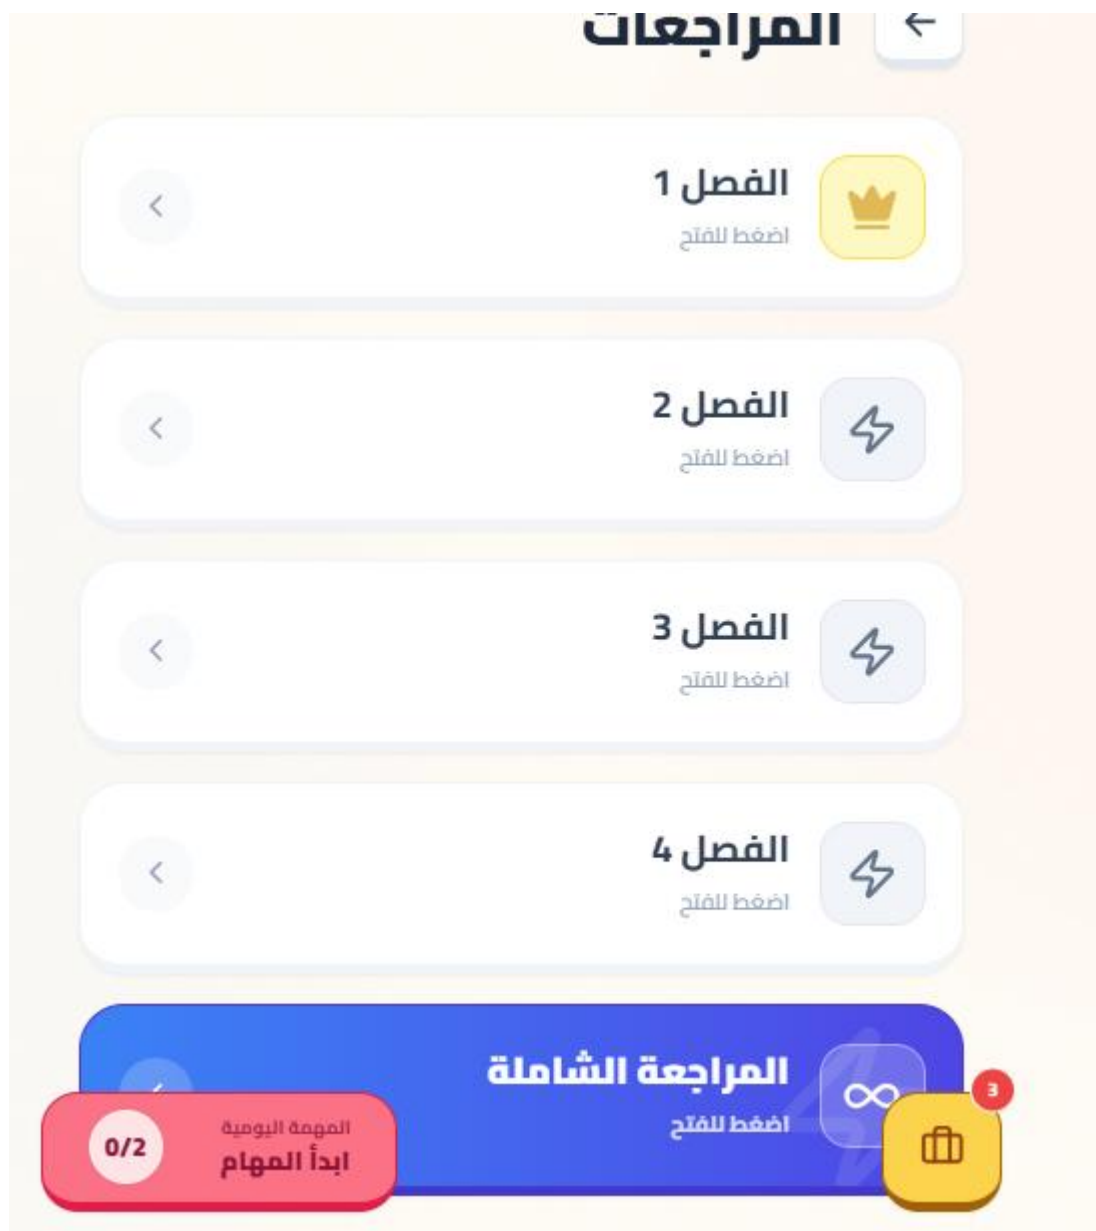 المراجعات
الفصل 1
اضغط للفتح
الفصل 2
اضغط للفتح
الفصل 3
اضغط للفتح
الفصل 4
اضغط للفتح
المراجعة الشاملة
اضغط للفتح
3
المهمة اليومية
ابدأ المهام
0/2